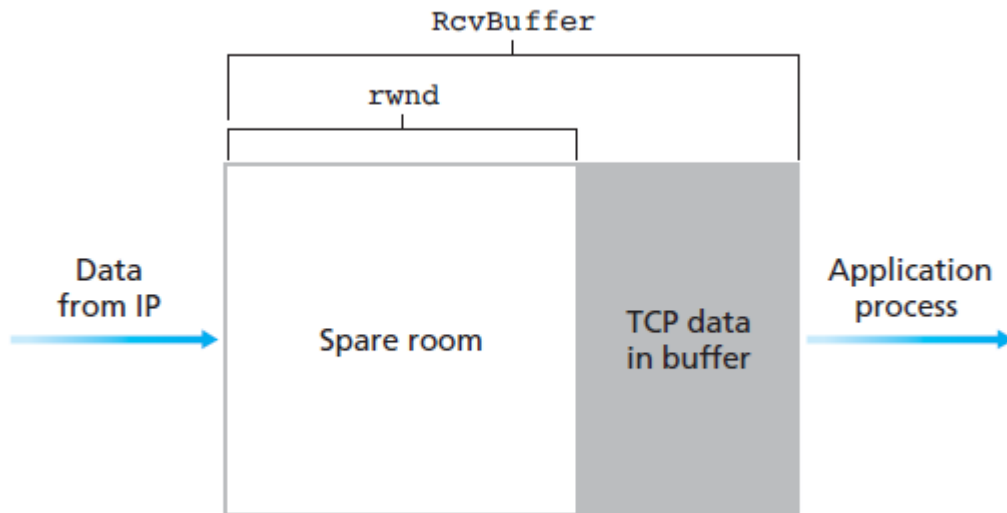 RcvBuffer
rwnd
Data
from IP
Spare room
TCP data
in buffer
Application
process